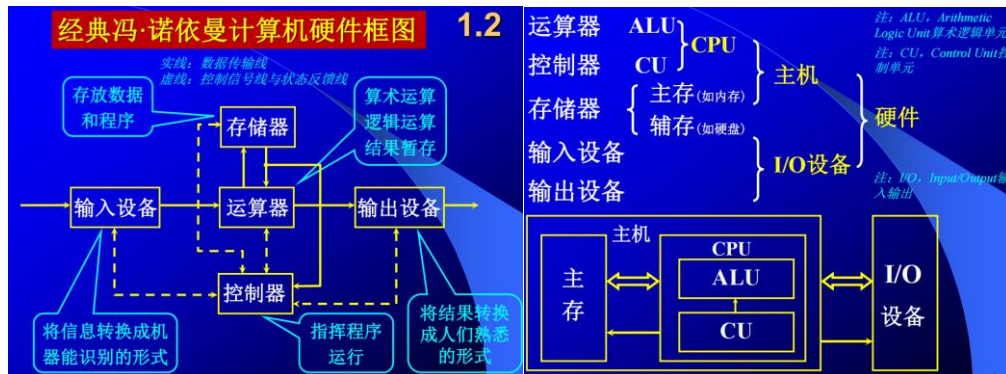 经典冯·诺依曼计算机硬件框图
1.2
实线：数据传输线
虚线：控制信号线与状态反馈线
存放数据
和程序
存储器
算术运算
逻辑运算
结果暂存
输入设备
运算器
输出设备
控制器
将信息转换成机
器能识别的形式
指挥程序
运行
将结果转换
成人们熟悉
的形式
运算器 ALU
控制器 CU
CPU
存储器
主存(如内存)
辅存(如硬盘)
主机
输入设备
输出设备
I/O设备
硬件
注：ALU，Arithmetic
Logic Unit算术逻辑单元
注：CU，Control Unit控
制单元
注：I/O，Input/Output输
入输出
主机
主存
CPU
ALU
CU
I/O
设备